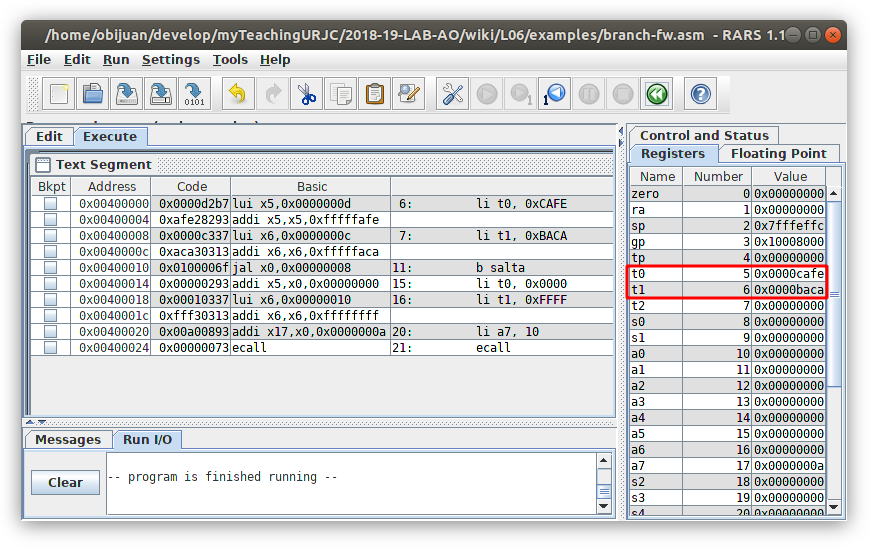 /home/obijuan/develop/myTeachingURJC/2018-19-LAB-AO/wiki/L06/examples/branch-fw.asm - RARS 1.1
File Edit Run Settings Tools Help
0101
1
1
?
Edit Execute
Text Segment
Bkpt Address Code Basic
0x00400000 0x0000d2b7 lui x5,0x0000000d 6: li t0, 0xCAFE
0x00400004 0xafe28293 addi x5,x5,0xfffffafe
0x00400008 0x0000c337 lui x6,0x0000000c 7: li t1, 0xBACA
0x0040000c 0xaca30313 addi x6,x6,0xfffffaca
0x00400010 0x0100006f jal x0,0x00000008 11: b salta
0x00400014 0x00000293 addi x5,x0,0x00000000 15: li t0, 0x0000
0x00400018 0x00010337 lui x6,0x00000010 16: li t1, 0xFFFF
0x0040001c 0xfff30313 addi x6,x6,0xffffffff
0x00400020 0x00a00893 addi x17,x0,0x0000000a 20: li a7, 10
0x00400024 0x00000073 ecall 21: ecall
Messages Run I/O
Clear
-- program is finished running --
Control and Status
Registers Floating Point
Name Number Value
zero 0 0x00000000
ra 1 0x00000000
sp 2 0x7fffeffc
gp 3 0x10008000
tp 4 0x00000000
t0 5 0x0000cafe
t1 6 0x0000baca
t2 7 0x00000000
s0 8 0x00000000
s1 9 0x00000000
a0 10 0x00000000
a1 11 0x00000000
a2 12 0x00000000
a3 13 0x00000000
a4 14 0x00000000
a5 15 0x00000000
a6 16 0x00000000
a7 17 0x0000000a
s2 18 0x00000000
s3 19 0x00000000
s4 20 0x00000000